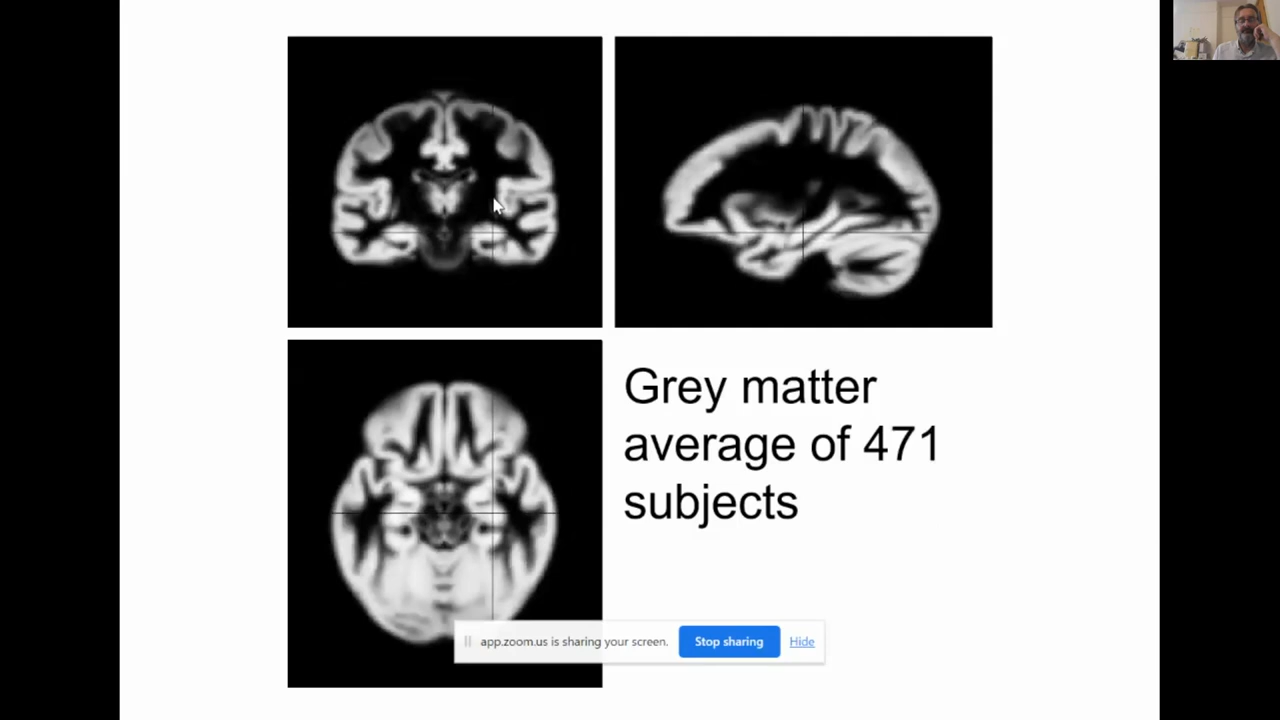 Grey matter
average of 471
subjects
app.zoom.us is sharing your screen. Stop sharing Hide